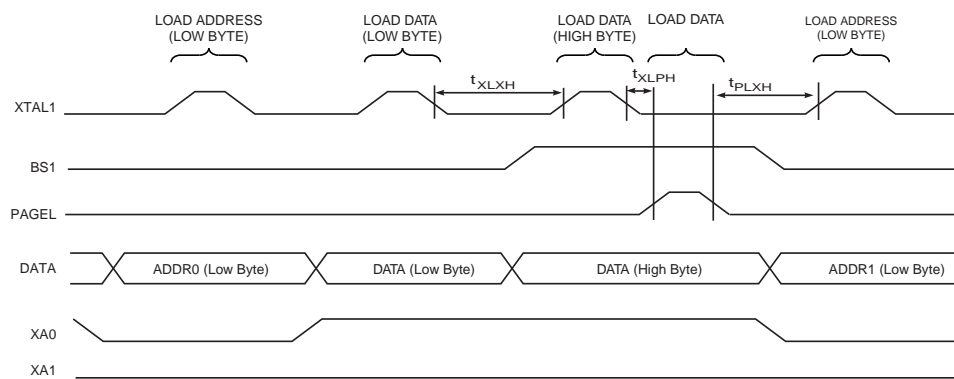 LOAD ADDRESS
(LOW BYTE)
LOAD DATA
(LOW BYTE)
LOAD DATA
(HIGH BYTE)
LOAD DATA
LOAD ADDRESS
(LOW BYTE)
tXLXH
tXLPH
tPLXH
XTAL1
BS1
PAGEL
DATA
ADDR0 (Low Byte)
DATA (Low Byte)
DATA (High Byte)
ADDR1 (Low Byte)
XA0
XA1